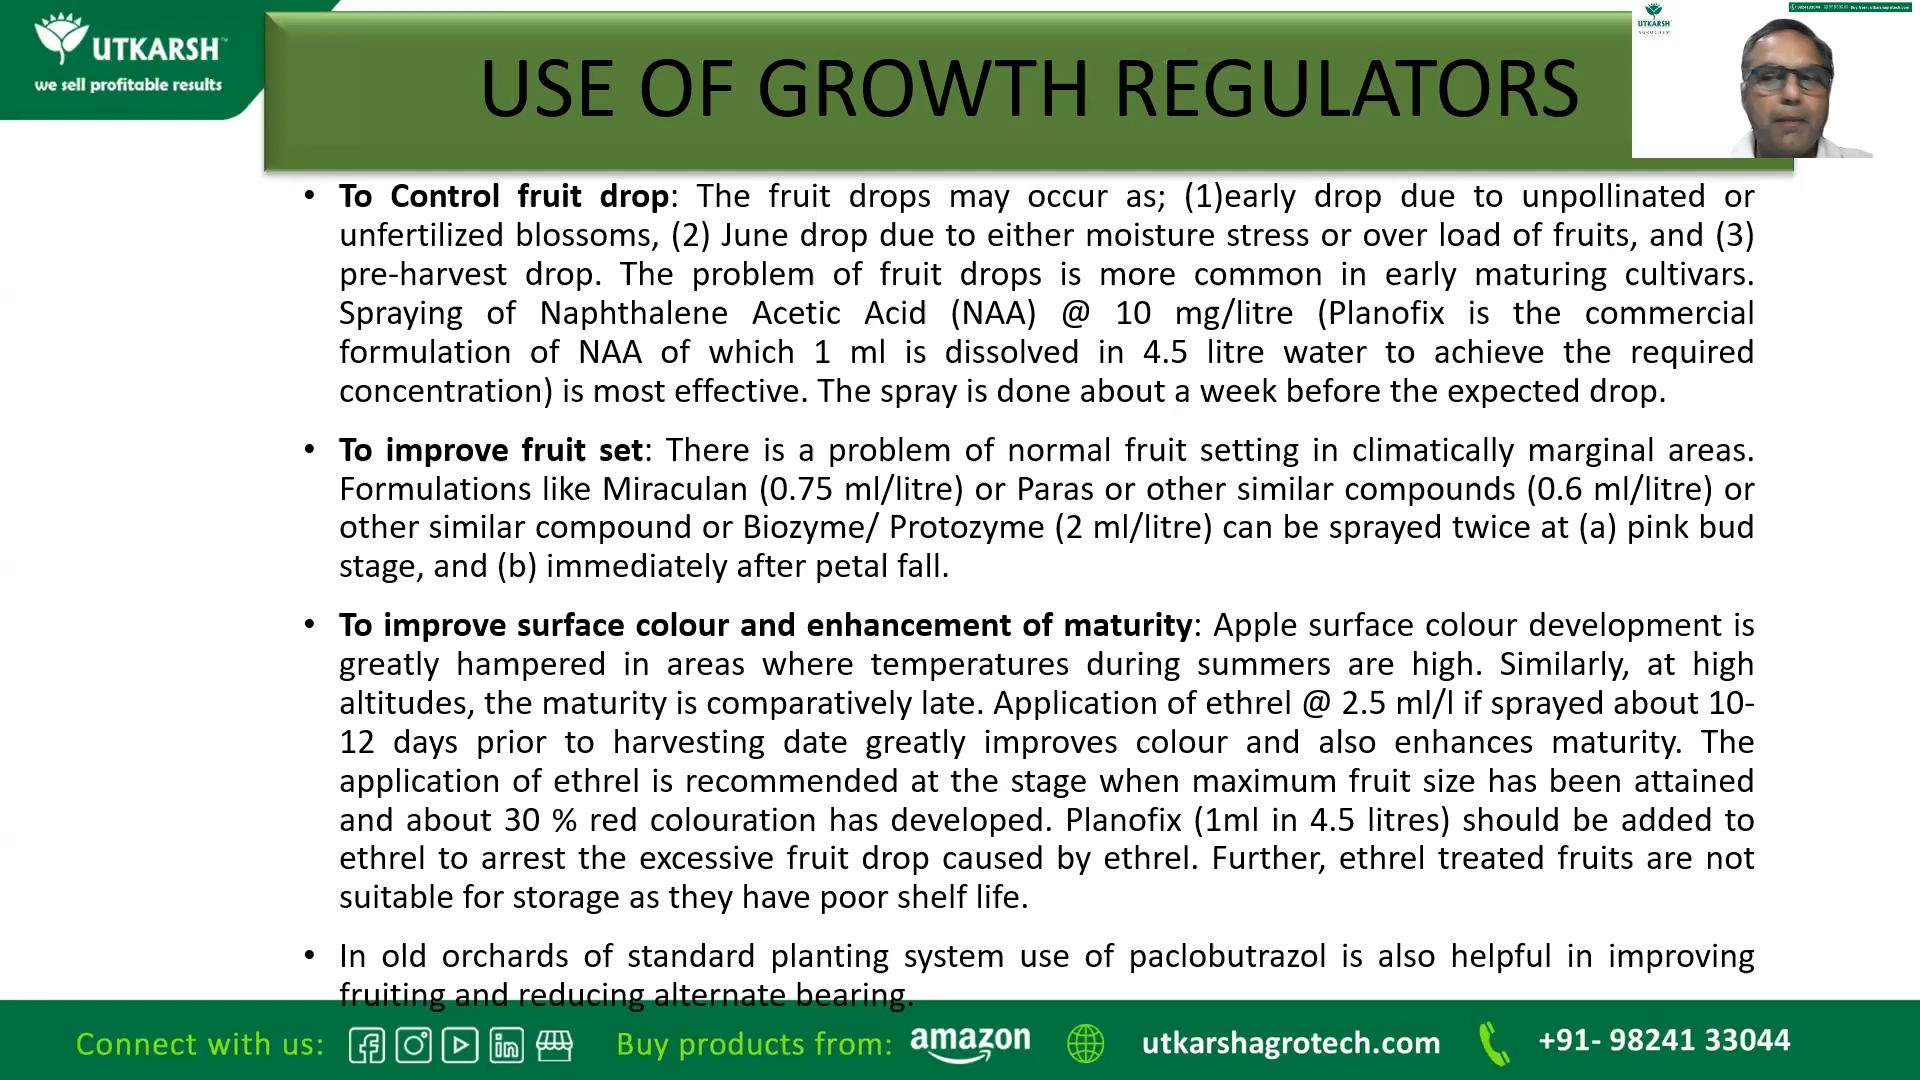 UTKARSH™
we sell profitable results
USE OF GROWTH REGULATORS
UTKARSH
AGROCHEM
• To Control fruit drop: The fruit drops may occur as; (1)early drop due to unpollinated or
unfertilized blossoms, (2) June drop due to either moisture stress or over load of fruits, and (3)
pre-harvest drop. The problem of fruit drops is more common in early maturing cultivars.
Spraying of Naphthalene Acetic Acid (NAA) @ 10 mg/litre (Planofix is the commercial
formulation of NAA of which 1 ml is dissolved in 4.5 litre water to achieve the required
concentration) is most effective. The spray is done about a week before the expected drop.
• To improve fruit set: There is a problem of normal fruit setting in climatically marginal areas.
Formulations like Miraculan (0.75 ml/litre) or Paras or other similar compounds (0.6 ml/litre) or
other similar compound or Biozyme/ Protozyme (2 ml/litre) can be sprayed twice at (a) pink bud
stage, and (b) immediately after petal fall.
• To improve surface colour and enhancement of maturity: Apple surface colour development is
greatly hampered in areas where temperatures during summers are high. Similarly, at high
altitudes, the maturity is comparatively late. Application of ethrel @ 2.5 ml/l if sprayed about 10-
12 days prior to harvesting date greatly improves colour and also enhances maturity. The
application of ethrel is recommended at the stage when maximum fruit size has been attained
and about 30 % red colouration has developed. Planofix (1ml in 4.5 litres) should be added to
ethrel to arrest the excessive fruit drop caused by ethrel. Further, ethrel treated fruits are not
suitable for storage as they have poor shelf life.
• In old orchards of standard planting system use of paclobutrazol is also helpful in improving
fruiting and reducing alternate bearing.
Connect with us: Buy products from: amazon utkarshagrotech.com +91- 98241 33044